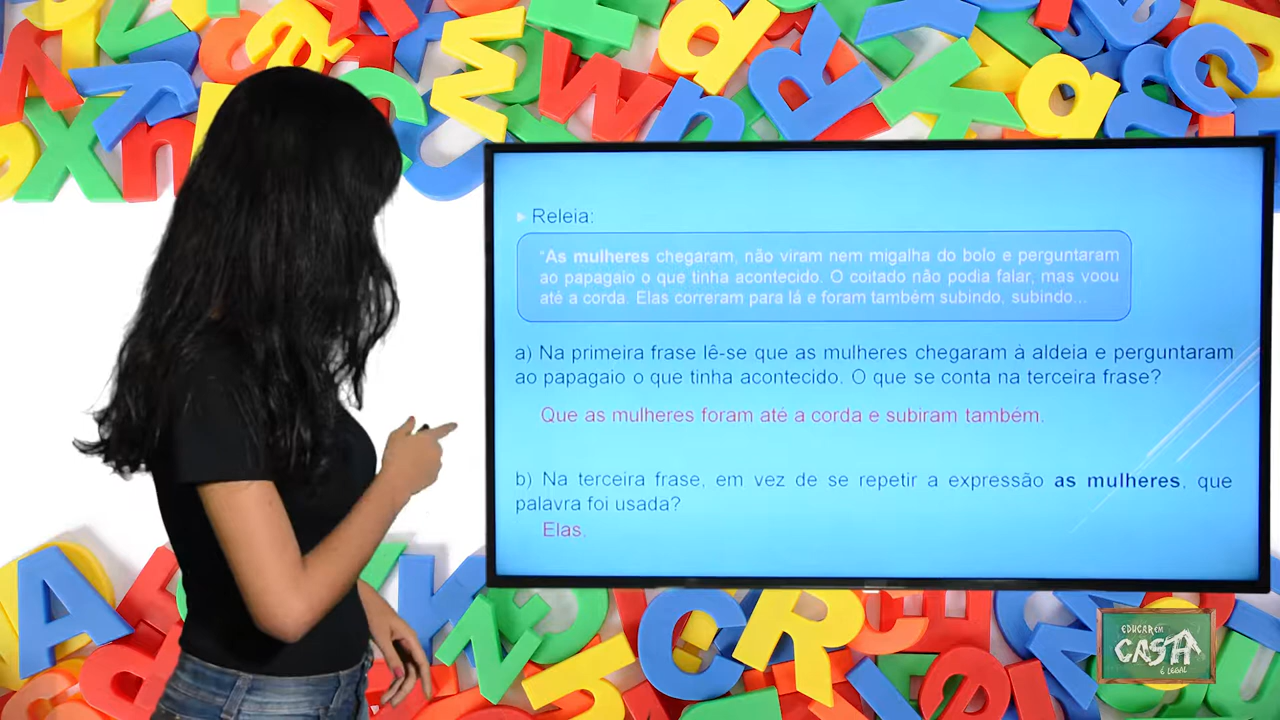 Releia:
"As mulheres chegaram, não viram nem migalha do bolo e perguntaram
ao papagaio o que tinha acontecido. O coitado não podia falar, mas voou
até a corda. Elas correram para lá e foram também subindo, subindo...
a) Na primeira frase lê-se que as mulheres chegaram à aldeia e perguntaram
ao papagaio o que tinha acontecido. O que se conta na terceira frase?
Que as mulheres foram até a corda e subiram também.
b) Na terceira frase, em vez de se repetir a expressão as mulheres, que
palavra foi usada?
Elas.
EDUCAR EM
CASA
É LEGAL